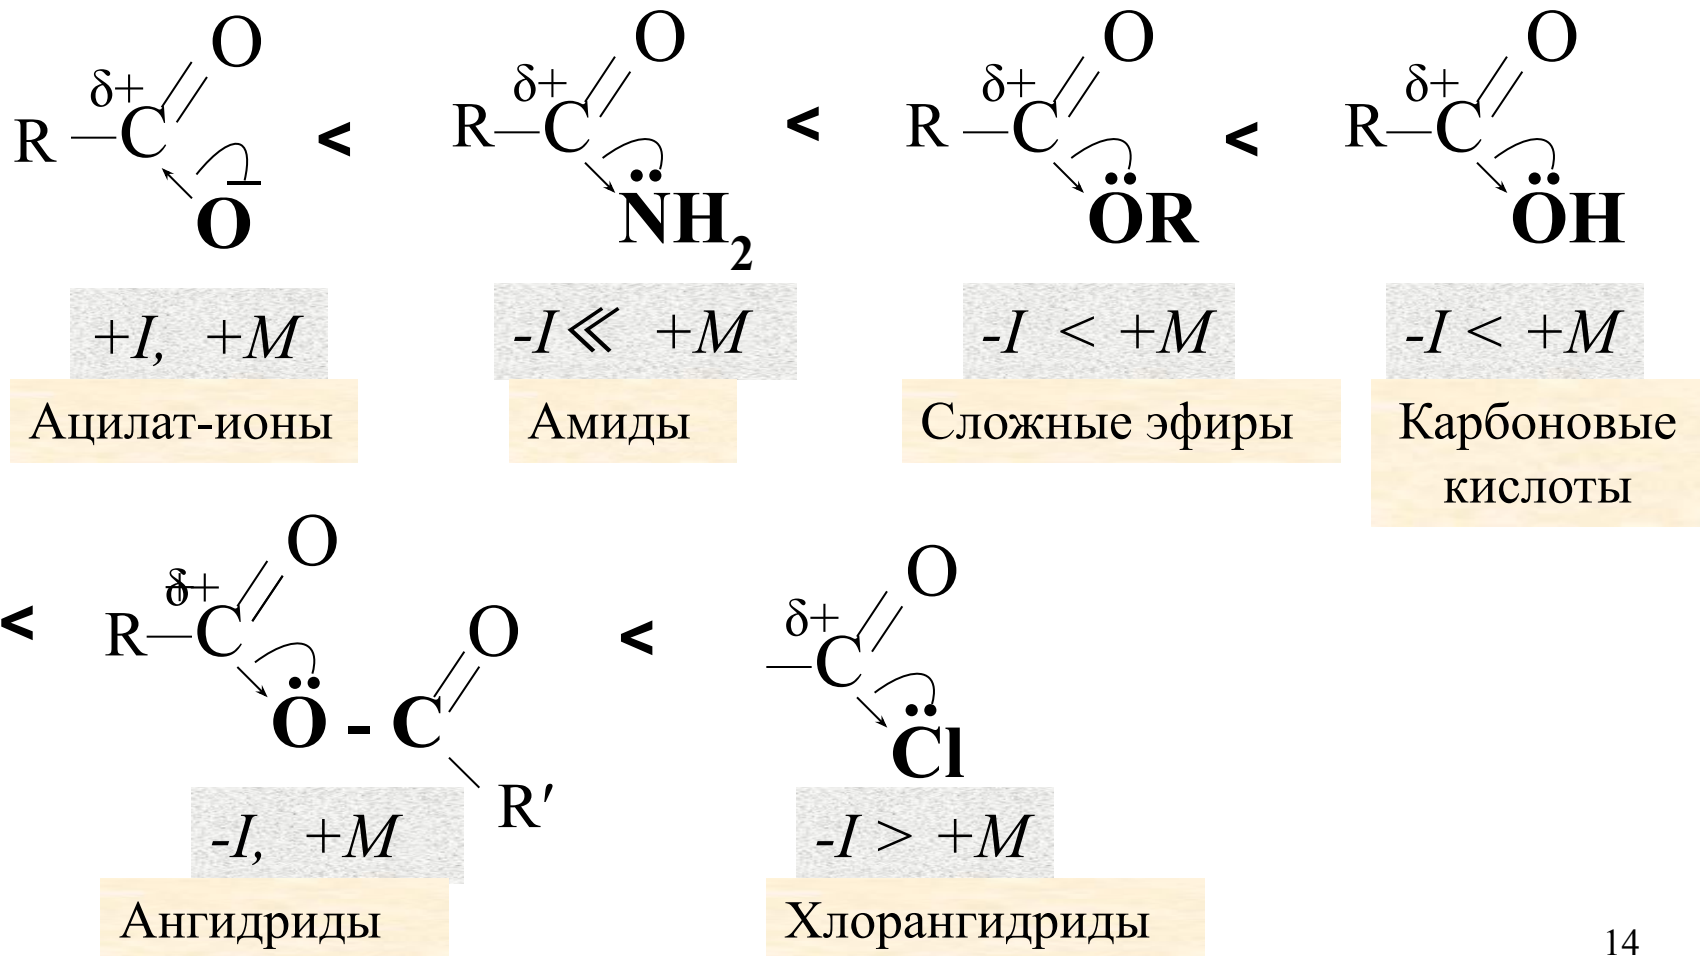 O O O O
δ+ δ+ δ+ δ+
R C < R C < R C < R C
O NH2 OR OH
+I, +M -I ≪ +M -I < +M -I < +M
Ацилат-ионы Амиды Сложные эфиры Карбоновые
кислоты
O O
δ+ δ+
< R C O < C
O - C Cl
R′
-I, +M -I > +M
Ангидриды Хлорангидриды
14